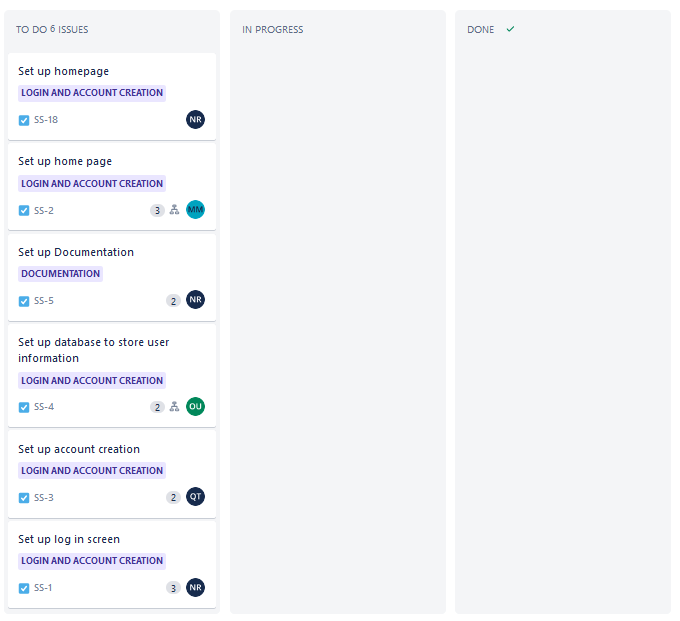 TO DO 6 ISSUES
IN PROGRESS
DONE
Set up homepage
LOGIN AND ACCOUNT CREATION
SS-18
NR
Set up home page
LOGIN AND ACCOUNT CREATION
SS-2
3
MM
Set up Documentation
DOCUMENTATION
SS-5
2
NR
Set up database to store user
information
LOGIN AND ACCOUNT CREATION
SS-4
2
OU
Set up account creation
LOGIN AND ACCOUNT CREATION
SS-3
2
QT
Set up log in screen
LOGIN AND ACCOUNT CREATION
SS-1
3
NR